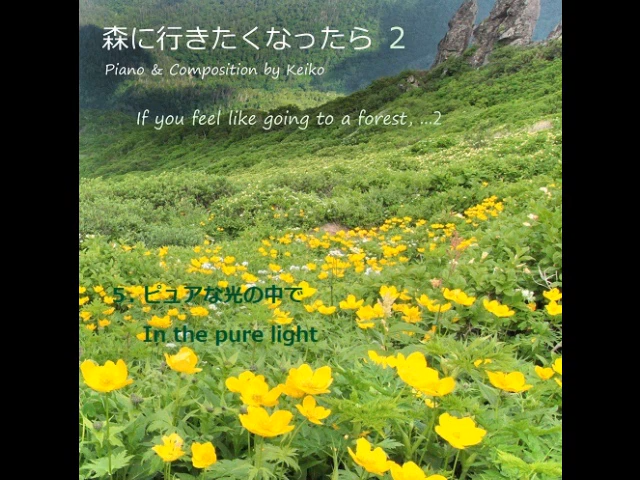 森に行きたくなったら 2
Piano & Composition by Keiko
If you feel like going to a forest, ...2
5. ピュアな光の中で
In the pure light